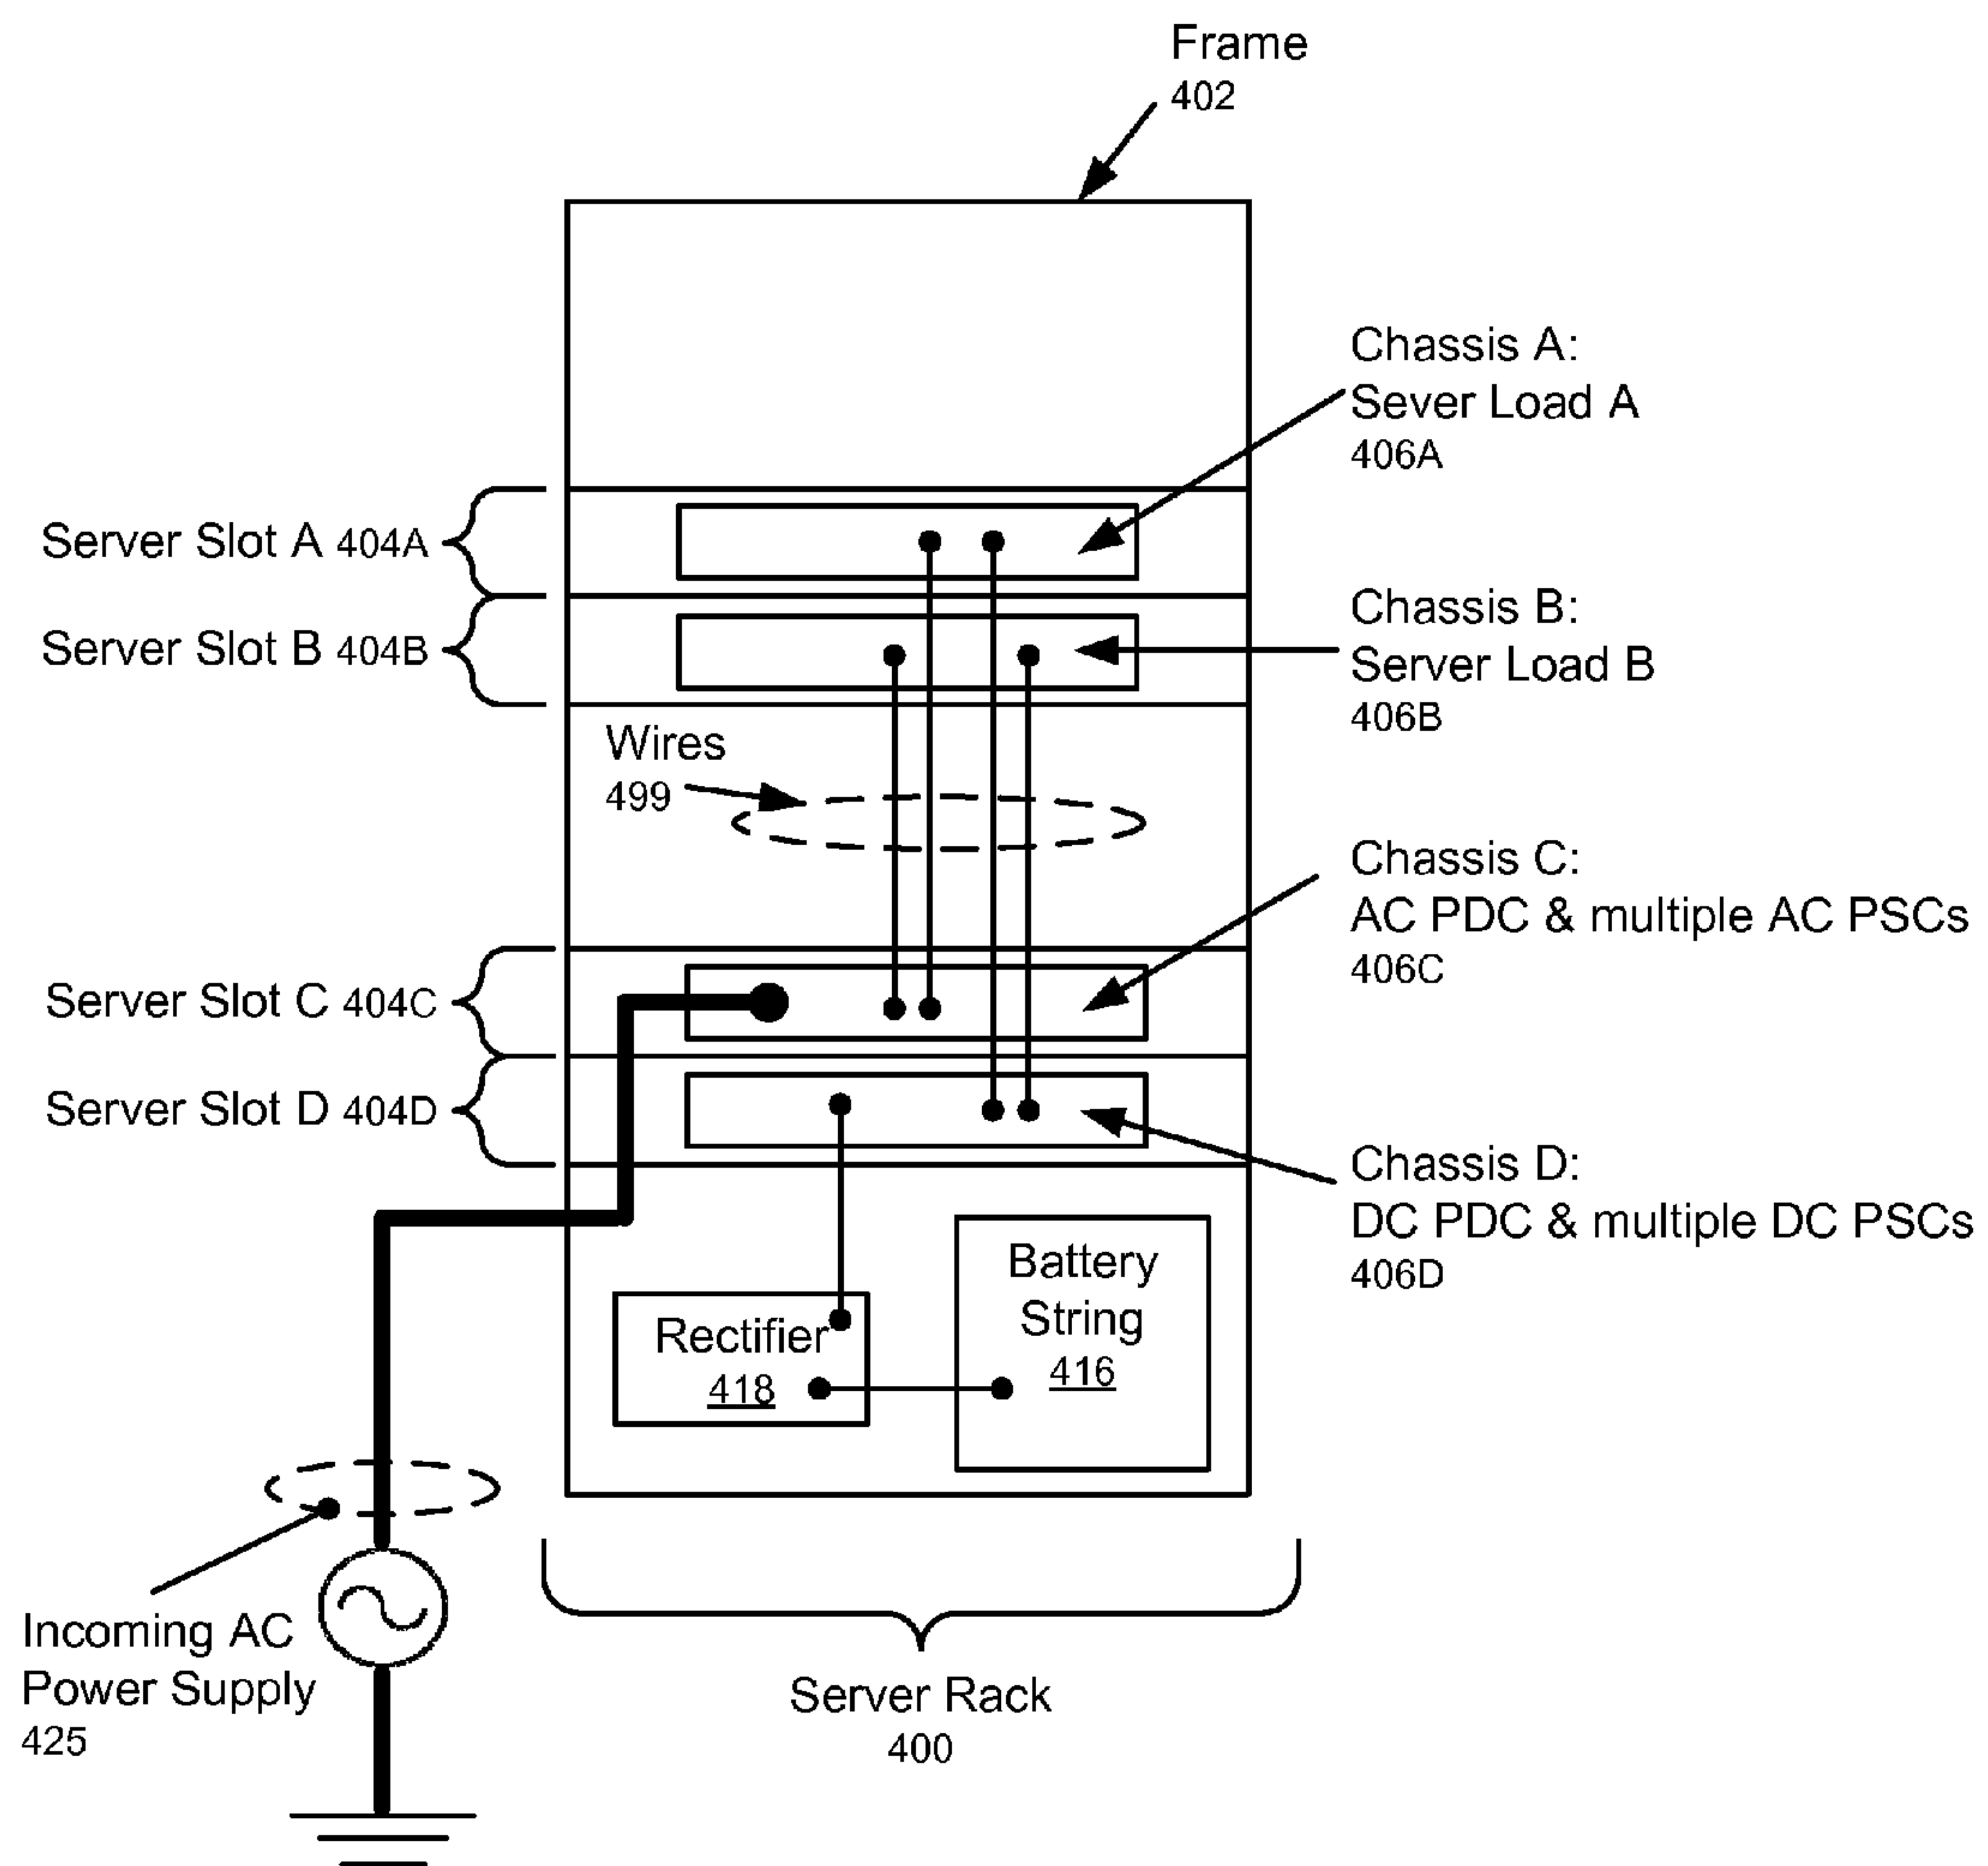 Frame
402
Chassis A:
Sever Load A
406A
Server Slot A 404A
Chassis B:
Server Load B
406B
Server Slot B 404B
Wires
499
Chassis C:
AC PDC & multiple AC PSCs
406C
Server Slot C 404C
Server Slot D 404D
Chassis D:
DC PDC & multiple DC PSCs
406D
Battery
String
416
Rectifier
418
Incoming AC
Power Supply
425
Server Rack
400